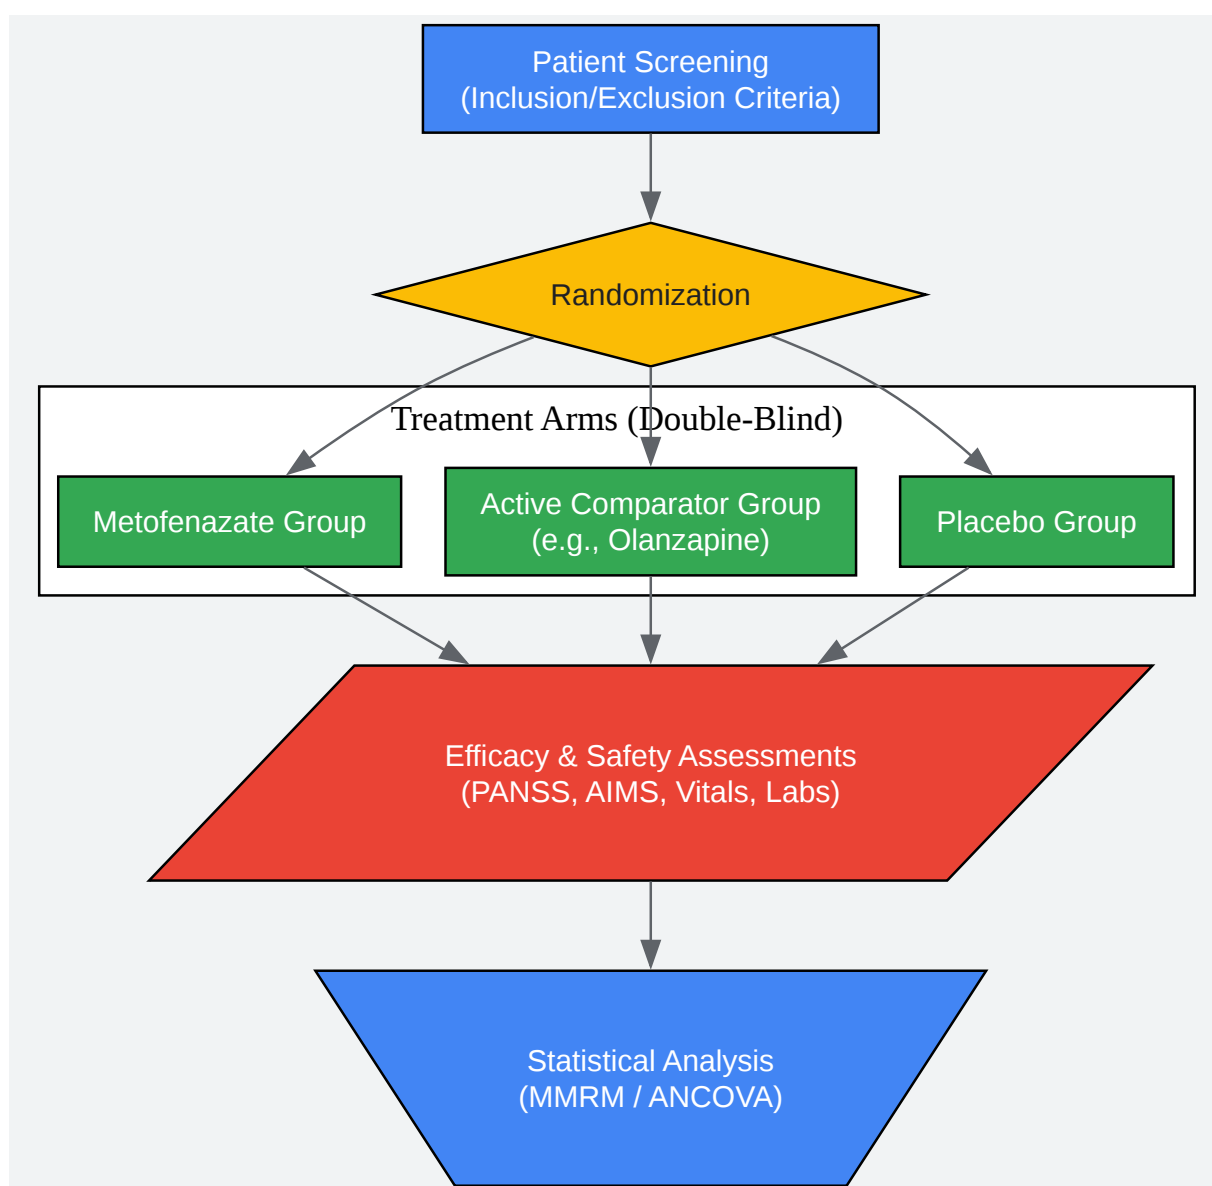 Patient Screening
(Inclusion/Exclusion Criteria)
Randomization
Treatment Arms (Double-Blind)
Metofenazate Group
Active Comparator Group
(e.g., Olanzapine)
Placebo Group
Efficacy & Safety Assessments
(PANSS, AIMS, Vitals, Labs)
Statistical Analysis
(MMRM / ANCOVA)